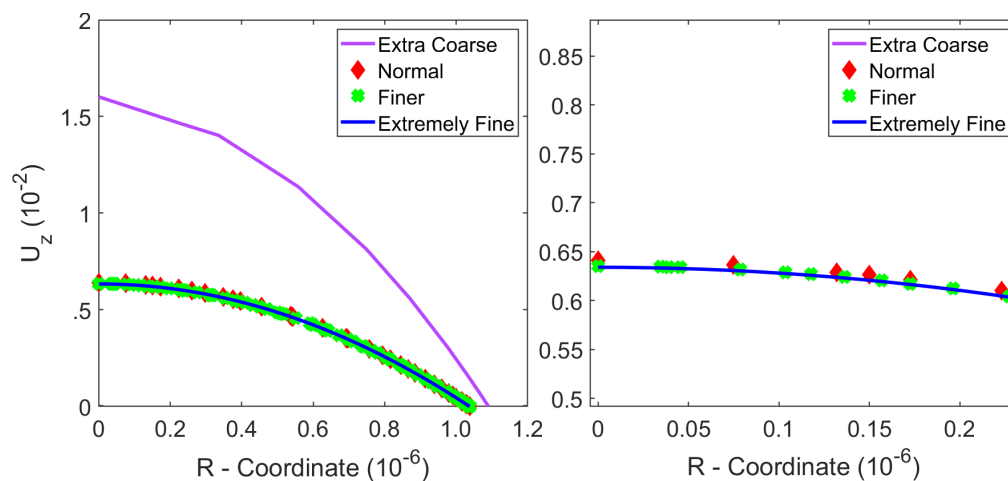 2
1.5
1
.5
0
U_z (10^-2)
0
0.2
0.4
0.6
0.8
1.0
1.2
R - Coordinate (10^-6)
Extra Coarse
Normal
Finer
Extremely Fine
0.85
0.8
0.75
0.7
0.65
0.6
0.55
0.5
0
0.05
0.1
0.15
0.2
R - Coordinate (10^-6)
Extra Coarse
Normal
Finer
Extremely Fine